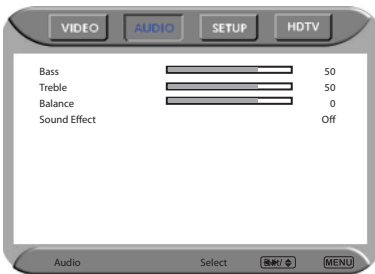 VIDEO AUDIO SETUP HDTV
Bass 50
Treble 50
Balance 0
Sound Effect Off
Audio Select MENU